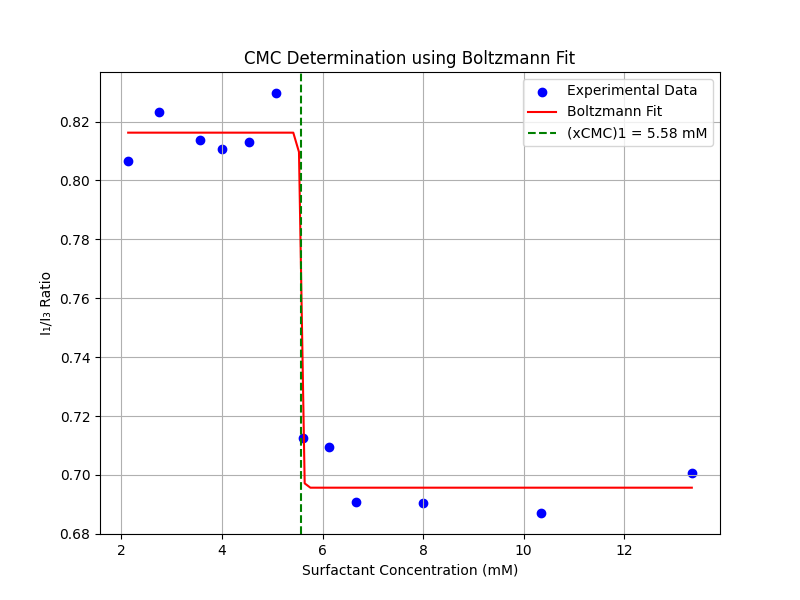 CMC Determination using Boltzmann Fit
Experimental Data
Boltzmann Fit
(xCMC)1 = 5.58 mM
I₁/I₃ Ratio
0.82
0.80
0.78
0.76
0.74
0.72
0.70
0.68
2 4 6 8 10 12
Surfactant Concentration (mM)